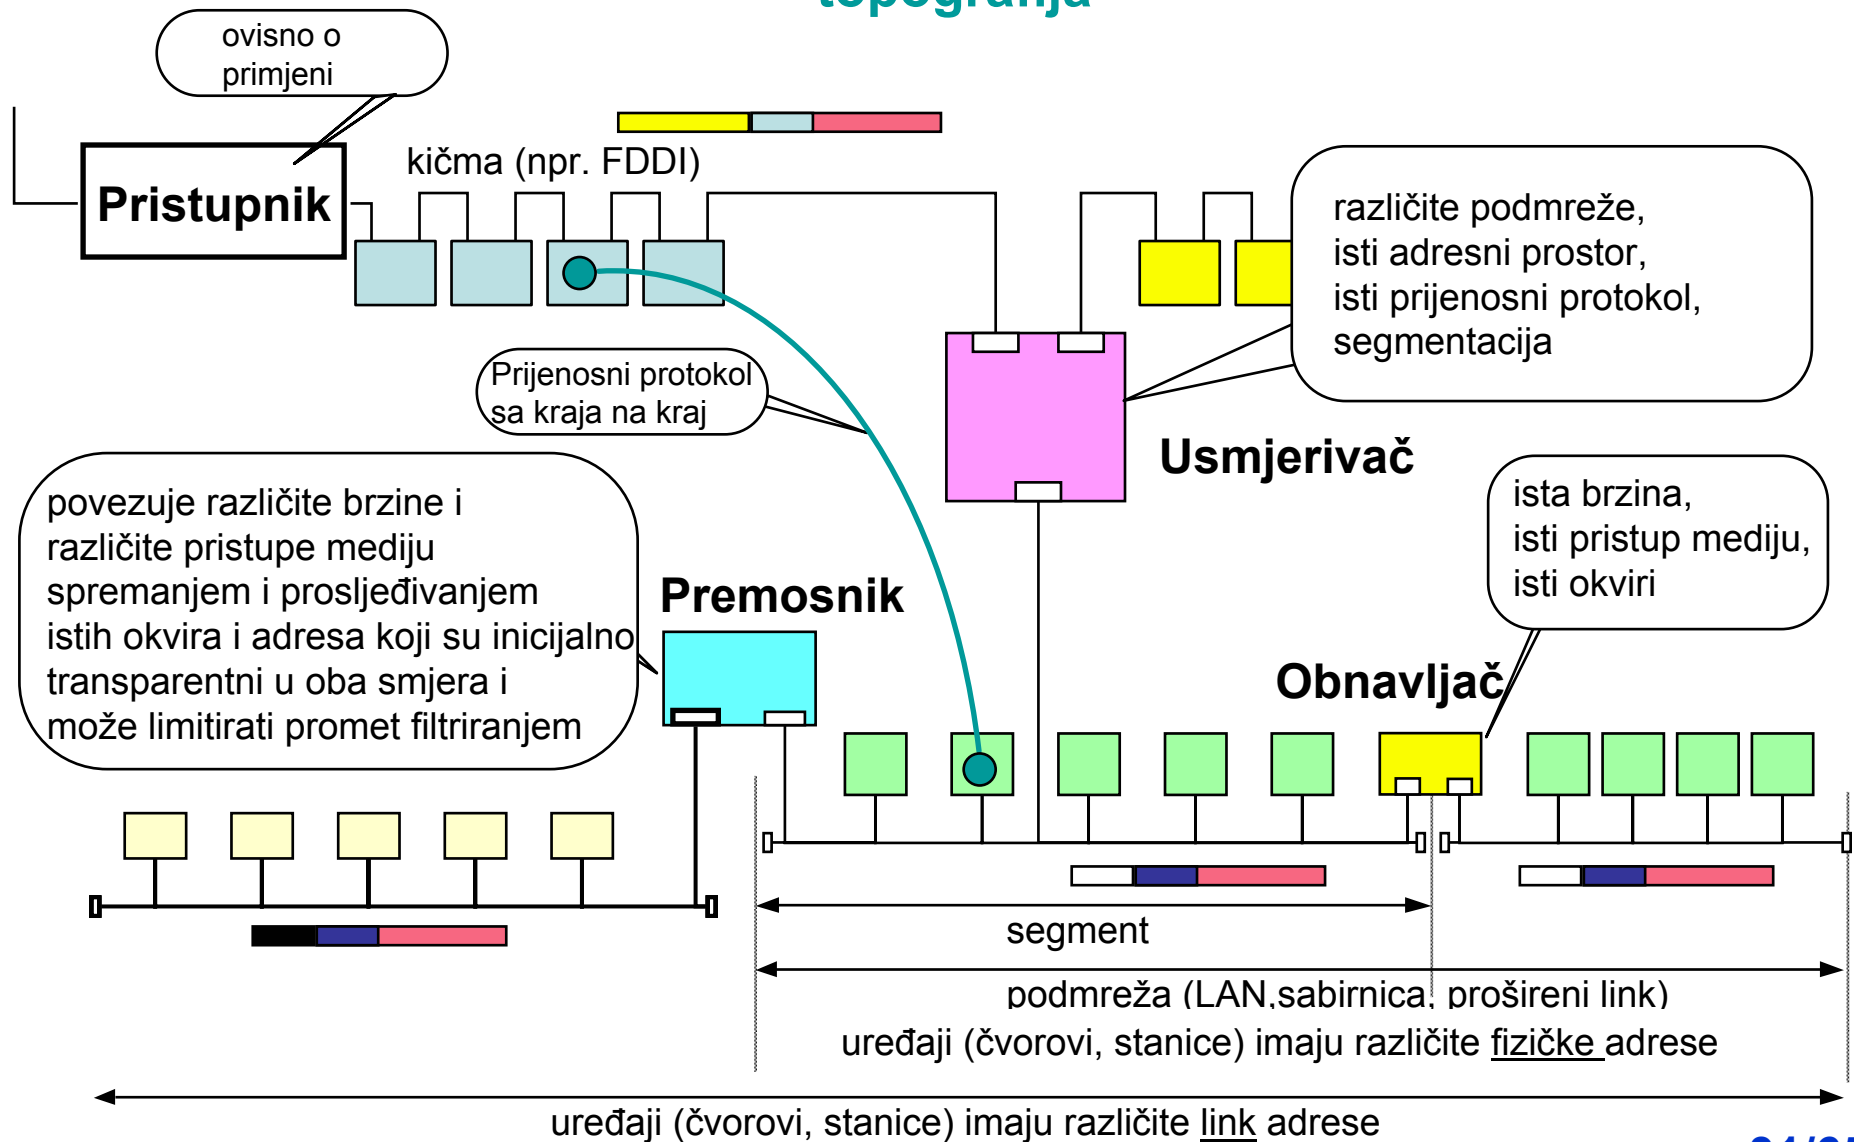 ovisno o
primjeni
Pristupnik
kičma (npr. FDDI)
različite podmreže,
isti adresni prostor,
isti prijenosni protokol,
segmentacija
Prijenosni protokol
sa kraja na kraj
Usmjerivač
povezuje različite brzine i
različite pristupe mediju
spremanjem i prosljeđivanjem
istih okvira i adresa koji su inicijalno
transparentni u oba smjera i
može limitirati promet filtriranjem
Premosnik
ista brzina,
isti pristup mediju,
isti okviri
Obnavljač
segment
podmreža (LAN,sabirnica, prošireni link)
uređaji (čvorovi, stanice) imaju različite fizičke adrese
uređaji (čvorovi, stanice) imaju različite link adrese